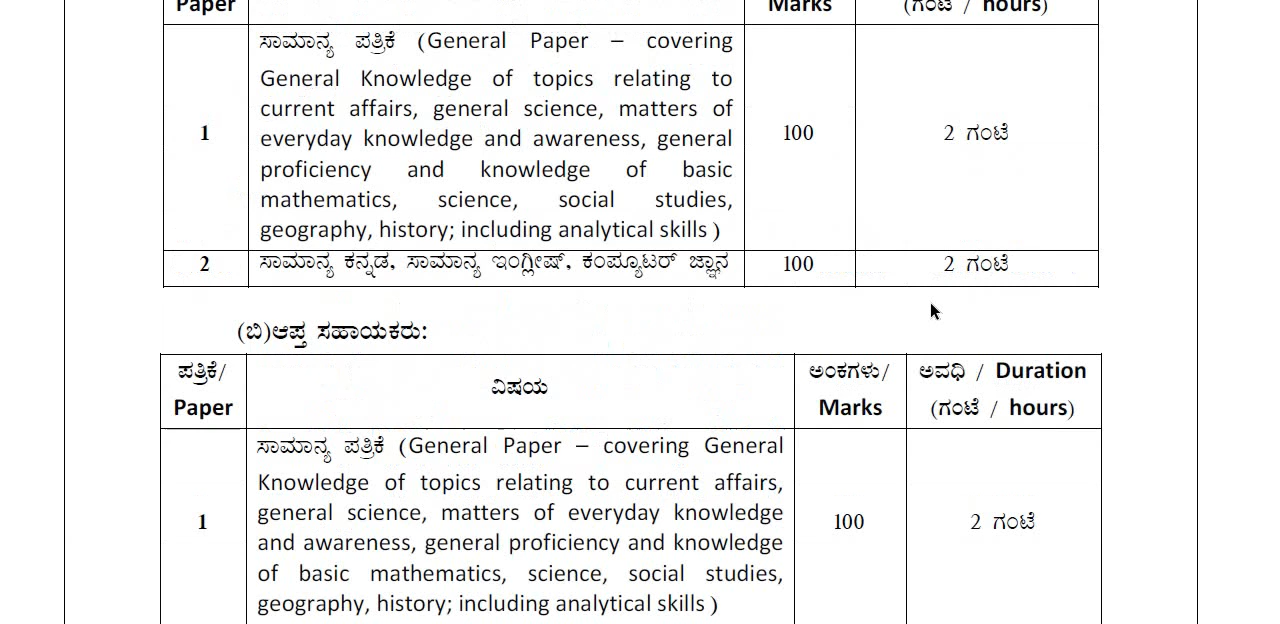 Paper Marks (ಗಂಟೆ / hours)
ಸಾಮಾನ್ಯ ಪತ್ರಿಕೆ (General Paper – covering
General Knowledge of topics relating to
current affairs, general science, matters of
1 everyday knowledge and awareness, general 100 2 ಗಂಟೆ
proficiency and knowledge of basic
mathematics, science, social studies,
geography, history; including analytical skills )
2 ಸಾಮಾನ್ಯ ಕನ್ನಡ, ಸಾಮಾನ್ಯ ಇಂಗ್ಲೀಷ್, ಕಂಪ್ಯೂಟರ್ ಜ್ಞಾನ 100 2 ಗಂಟೆ
(ಬಿ)ಆಪ್ತ ಸಹಾಯಕರು:
ಪತ್ರಿಕೆ/ ವಿಷಯ ಅಂಕಗಳು/ ಅವಧಿ / Duration
Paper Marks (ಗಂಟೆ / hours)
ಸಾಮಾನ್ಯ ಪತ್ರಿಕೆ (General Paper – covering General
Knowledge of topics relating to current affairs,
general science, matters of everyday knowledge
1 and awareness, general proficiency and knowledge 100 2 ಗಂಟೆ
of basic mathematics, science, social studies,
geography, history; including analytical skills )